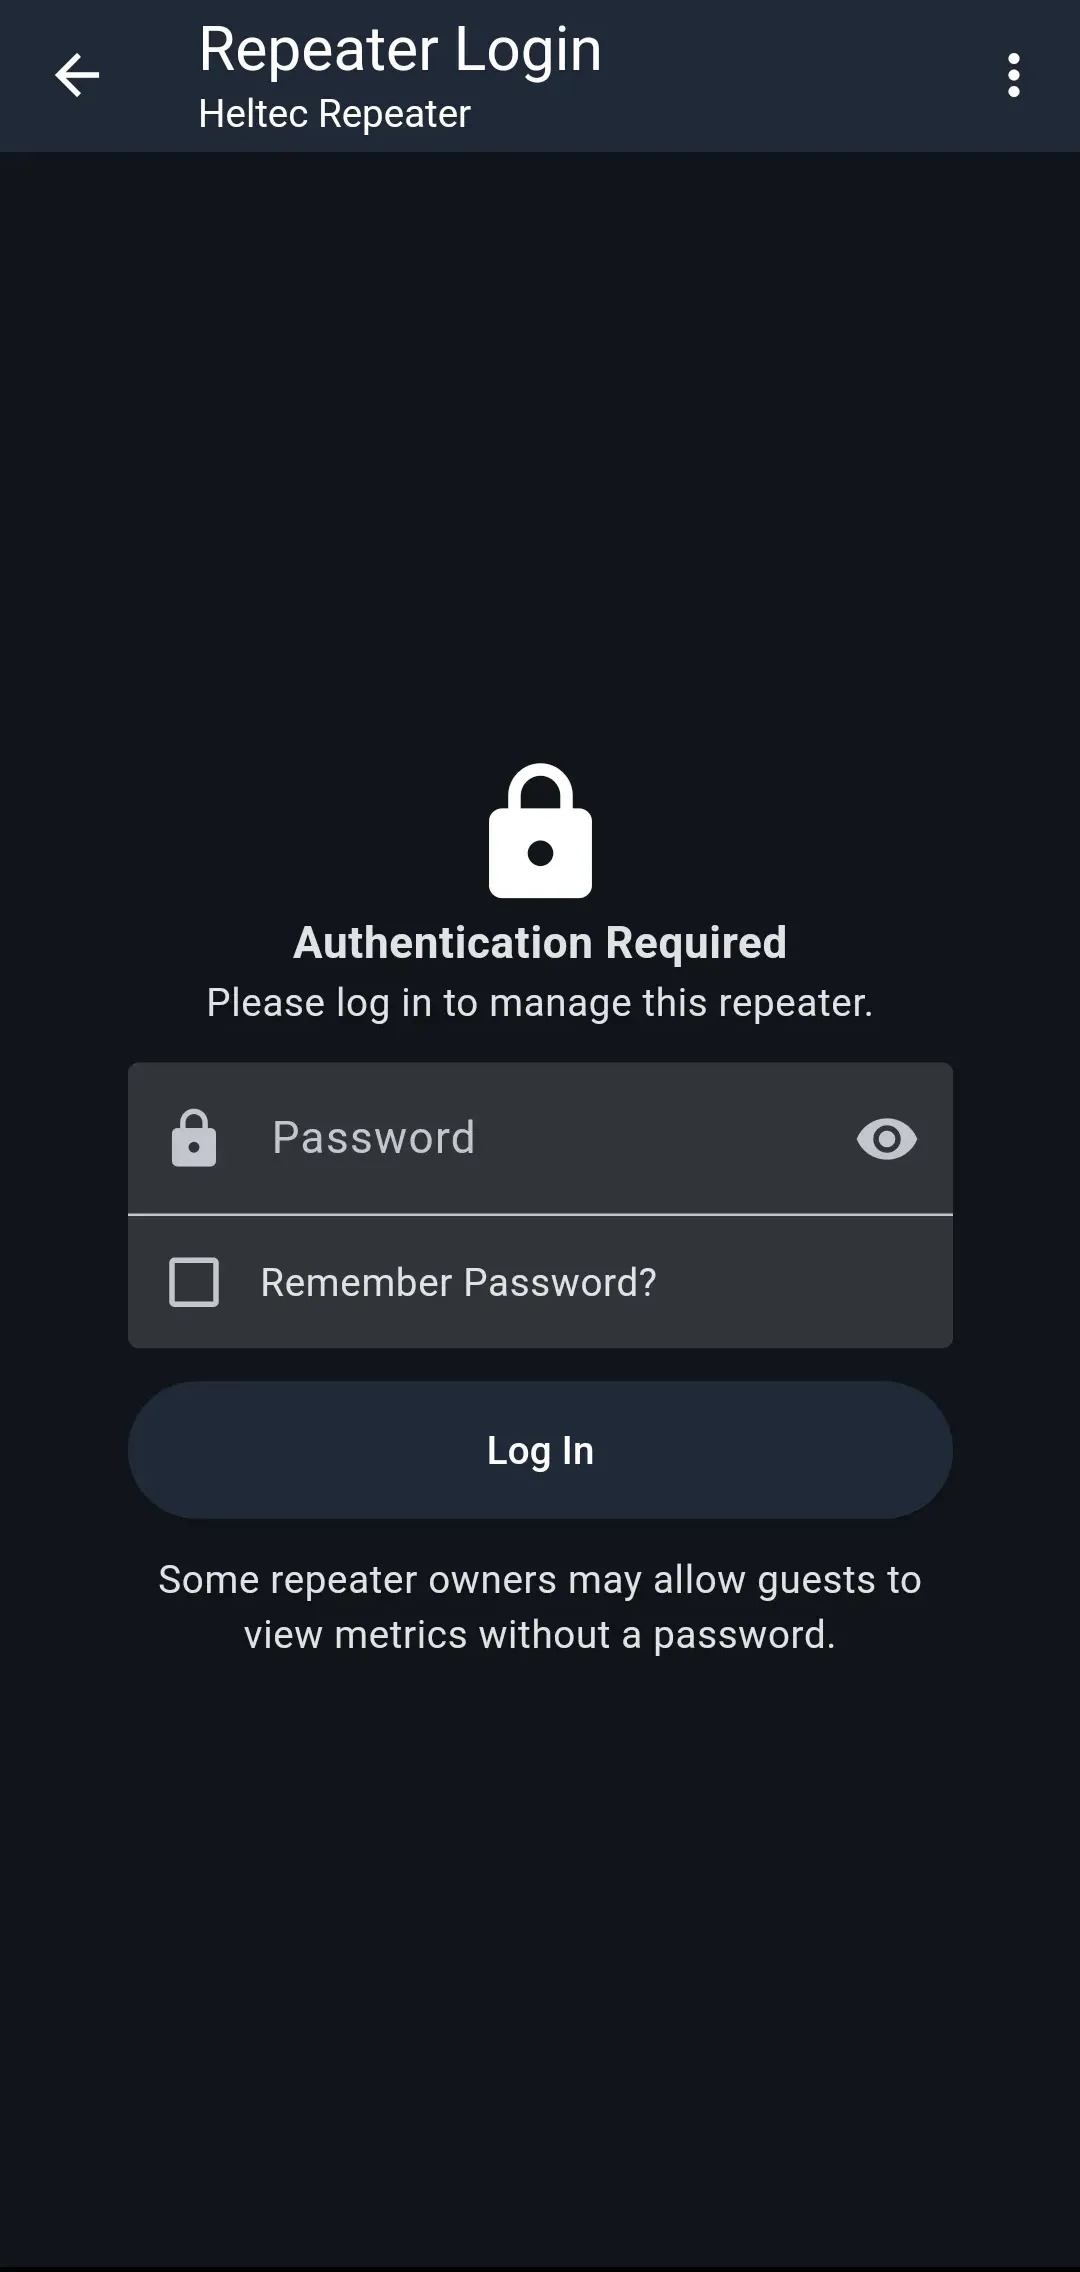 Repeater Login
Heltec Repeater
Authentication Required
Please log in to manage this repeater.
Password
Remember Password?
Log In
Some repeater owners may allow guests to
view metrics without a password.